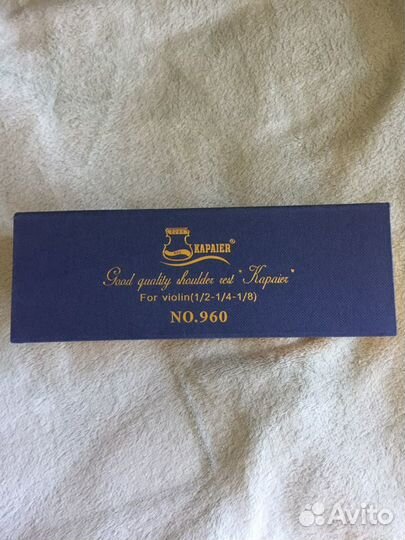 KAPAIER®
Good quality shoulder rest "Kapaier"
For violin(1/2-1/4-1/8)
NO.960
Avito